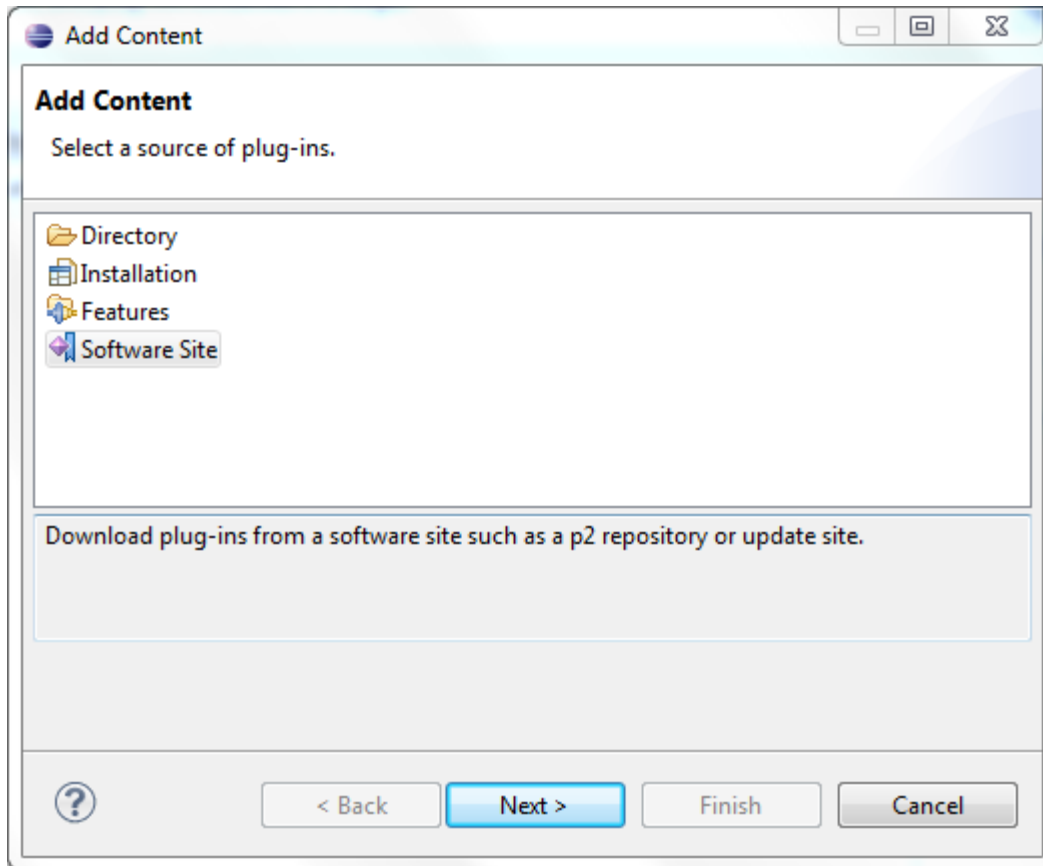 Add Content
Add Content
Select a source of plug-ins.
Directory
Installation
Features
Software Site
Download plug-ins from a software site such as a p2 repository or update site.
?
< Back
Next >
Finish
Cancel